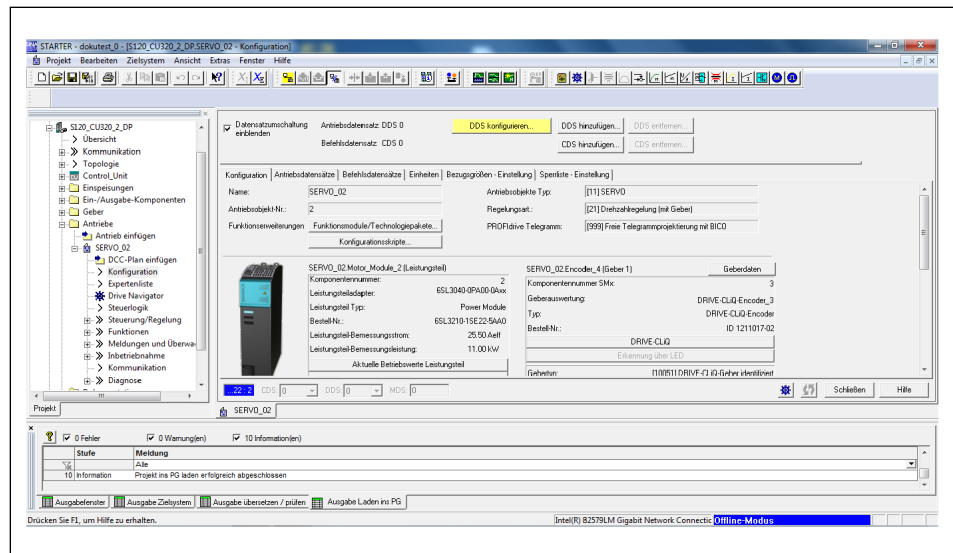 STARTER - dokutest_0 - [S120_CU320_2_DP.SERVO_02 - Konfiguration]
Projekt Bearbeiten Zielsystem Ansicht Extras Fenster Hilfe
S120_CU320_2_DP
Übersicht
Kommunikation
Topologie
Control_Unit
Einspeisungen
Ein-/Ausgabe-Komponenten
Geber
Antriebe
Antrieb einfügen
SERVO_02
DCC-Plan einfügen
Konfiguration
Expertenliste
Drive Navigator
Steuerlogik
Steuerung/Regelung
Funktionen
Meldungen und Überwa
Inbetriebnahme
Kommunikation
Diagnose
Projekt
Datensatzumschaltung einblenden
Antriebsdatensatz: DDS 0
DDS konfigurieren...
DDS hinzufügen...
DDS entfernen...
Befehlsdatensatz: CDS 0
CDS hinzufügen...
CDS entfernen...
Konfiguration Antriebsdatensätze Befehlsdatensätze Einheiten Bezugsgrößen - Einstellung Sperrliste - Einstellung
Name: SERVO_02
Antriebsobjekte Typ: [11] SERVO
Antriebsobjekt-Nr.: 2
Regelungsart.: [21] Drehzahlregelung (mit Geber)
Funktionserweiterungen Funktionsmodule/Technologiepakete...
PROFIdrive Telegramm: [999] Freie Telegrammprojektierung mit BICO
Konfigurationsskripte...
SERVO_02.Motor_Module_2 (Leistungsteil)
Komponentennummer: 2
Leistungsteiladapter: 6SL3040-0PA00-0Axx
Leistungsteil Typ: Power Module
Bestell-Nr.: 6SL3210-1SE22-5AA0
Leistungsteil-Bemessungsstrom: 25.50 Aeff
Leistungsteil-Bemessungsleistung: 11.00 kW
Aktuelle Betriebswerte Leistungsteil
SERVO_02.Encoder_4 (Geber 1)
Geberdaten
Komponentennummer SMx: 3
Geberauswertung: DRIVE-CLiQ-Encoder_3
Typ: DRIVE-CLiQ-Encoder
Bestell-Nr.: ID 1211017-02
DRIVE-CLiQ
Erkennung über LED
Gebertyp: [10051] DRIVE-CLiQ-Geber identifiziert
..22 : 2 CDS: 0 DDS: 0 MDS: 0
Schließen Hilfe
SERVO_02
0 Fehler 0 Warnung(en) 10 Information(en)
Stufe Meldung
Alle
10 Information Projekt ins PG laden erfolgreich abgeschlossen
Ausgabefenster Ausgabe Zielsystem Ausgabe übersetzen / prüfen Ausgabe Laden ins PG
Drücken Sie F1, um Hilfe zu erhalten.
Intel(R) 82579LM Gigabit Network Connectic Offline-Modus